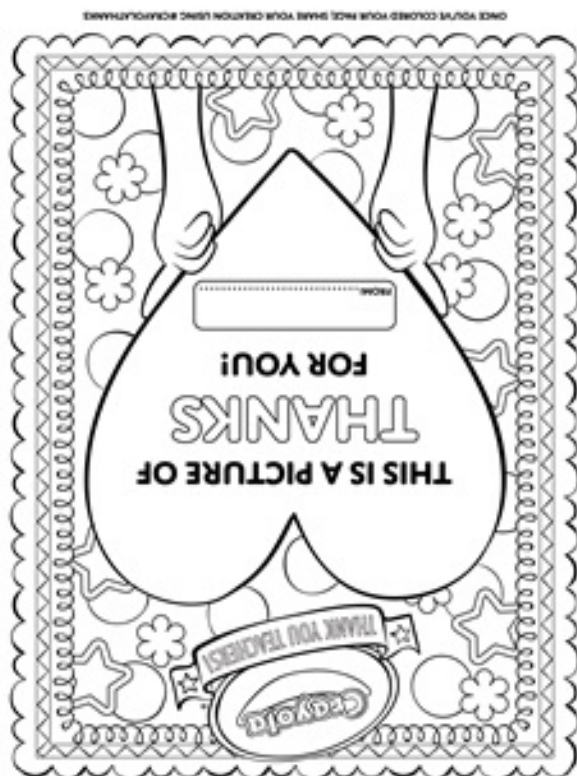 Crayola
THANK YOU TEACHERS!
THIS IS A PICTURE OF
THANKS
FOR YOU!
FROM:
ONCE YOU'VE COLORED YOUR PAGE, SHARE YOUR CREATION USING #CRAYOLATHANKS